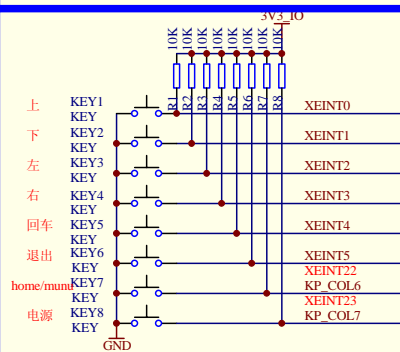 3V3_IO
10K 10K 10K 10K 10K 10K 10K 10K
R1 R2 R3 R4 R5 R6 R7 R8
上 KEY1 XEINT0
KEY
下 KEY2 XEINT1
KEY
左 KEY3 XEINT2
KEY
右 KEY4 XEINT3
KEY
回车 KEY5 XEINT4
KEY
退出 KEY6 XEINT5
KEY XEINT22
home/munu KEY7 KP_COL6
KEY XEINT23
电源 KEY8 KP_COL7
KEY
GND